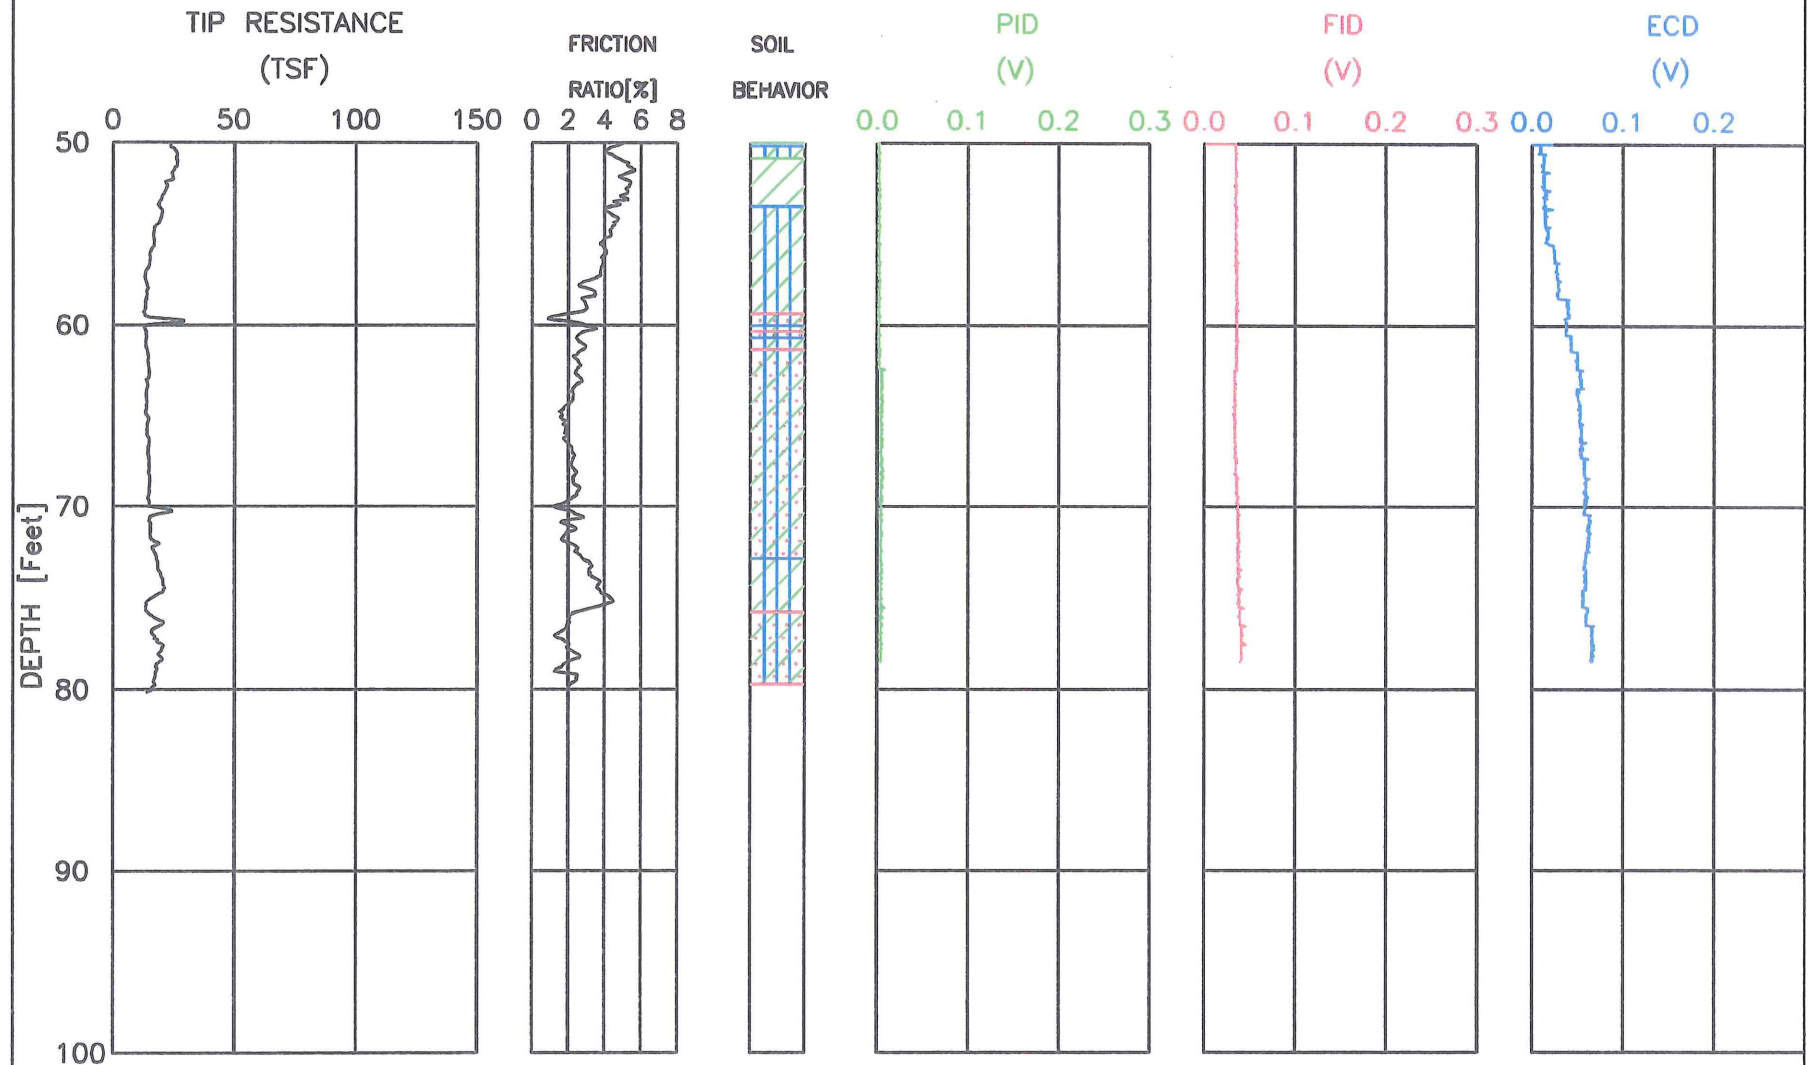 TIP RESISTANCE
(TSF)
0 50 100 150
FRICTION
RATIO[%]
0 2 4 6 8
SOIL
BEHAVIOR
PID
(V)
0.0 0.1 0.2 0.3
FID
(V)
0.0 0.1 0.2 0.3
ECD
(V)
0.0 0.1 0.2
DEPTH [Feet]
50
60
70
80
90
100